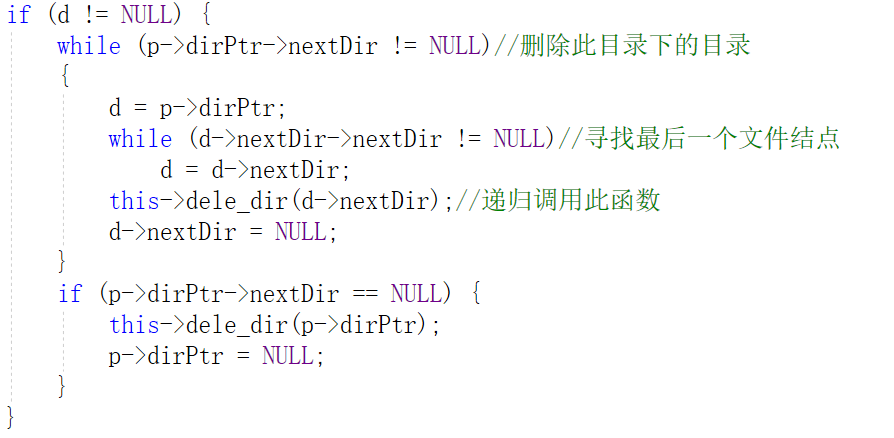 if (d != NULL) {
    while (p->dirPtr->nextDir != NULL)//删除此目录下的目录
    {
        d = p->dirPtr;
        while (d->nextDir->nextDir != NULL)//寻找最后一个文件结点
            d = d->nextDir;
        this->dele_dir(d->nextDir);//递归调用此函数
        d->nextDir = NULL;
    }
    if (p->dirPtr->nextDir == NULL) {
        this->dele_dir(p->dirPtr);
        p->dirPtr = NULL;
    }
}